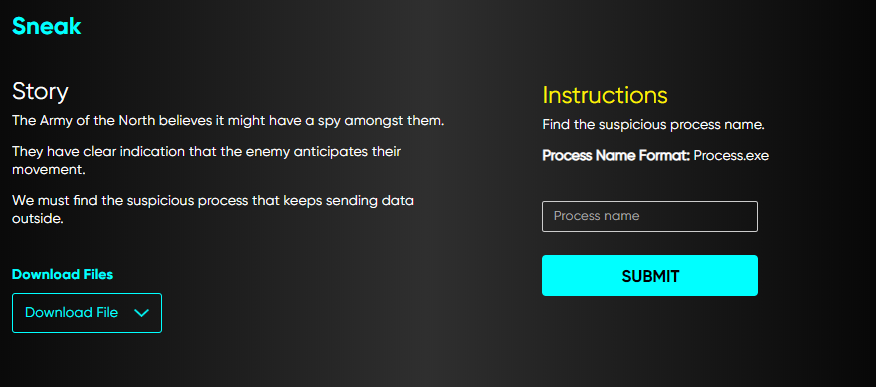 Sneak
Story
The Army of the North believes it might have a spy amongst them.
They have clear indication that the enemy anticipates their
movement.
We must find the suspicious process that keeps sending data
outside.
Download Files
Download File
Instructions
Find the suspicious process name.
Process Name Format: Process.exe
Process name
SUBMIT